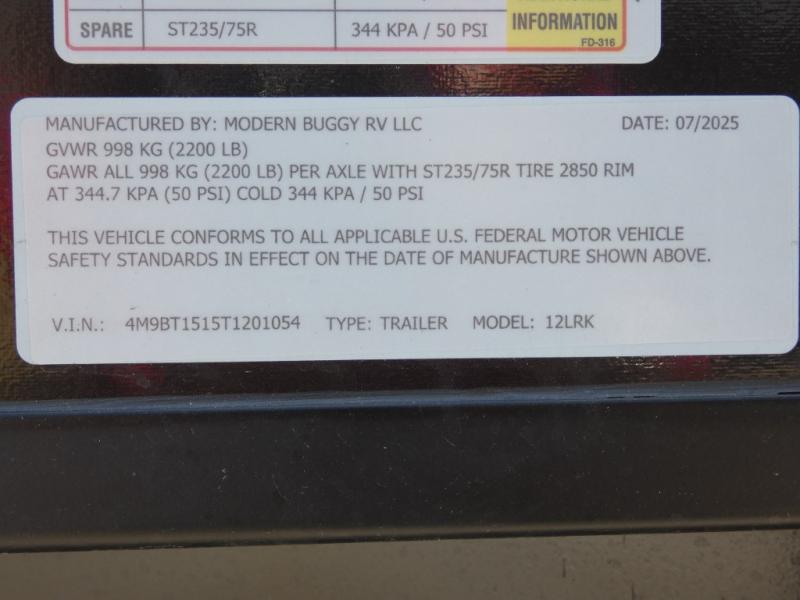 SPARE ST235/75R 344 KPA / 50 PSI
INFORMATION
FD-316
MANUFACTURED BY: MODERN BUGGY RV LLC DATE: 07/2025
GVWR 998 KG (2200 LB)
GAWR ALL 998 KG (2200 LB) PER AXLE WITH ST235/75R TIRE 2850 RIM
AT 344.7 KPA (50 PSI) COLD 344 KPA / 50 PSI
THIS VEHICLE CONFORMS TO ALL APPLICABLE U.S. FEDERAL MOTOR VEHICLE
SAFETY STANDARDS IN EFFECT ON THE DATE OF MANUFACTURE SHOWN ABOVE.
V.I.N.: 4M9BT1515T1201054 TYPE: TRAILER MODEL: 12LRK